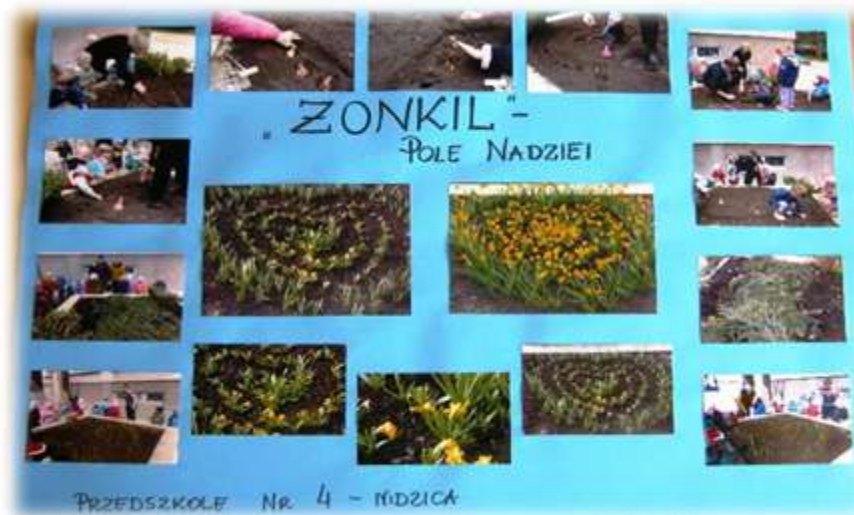 „ZONKIL"-
POLE NADZIEI
PRZEDSZKOLE NR 4 - NIDZICA